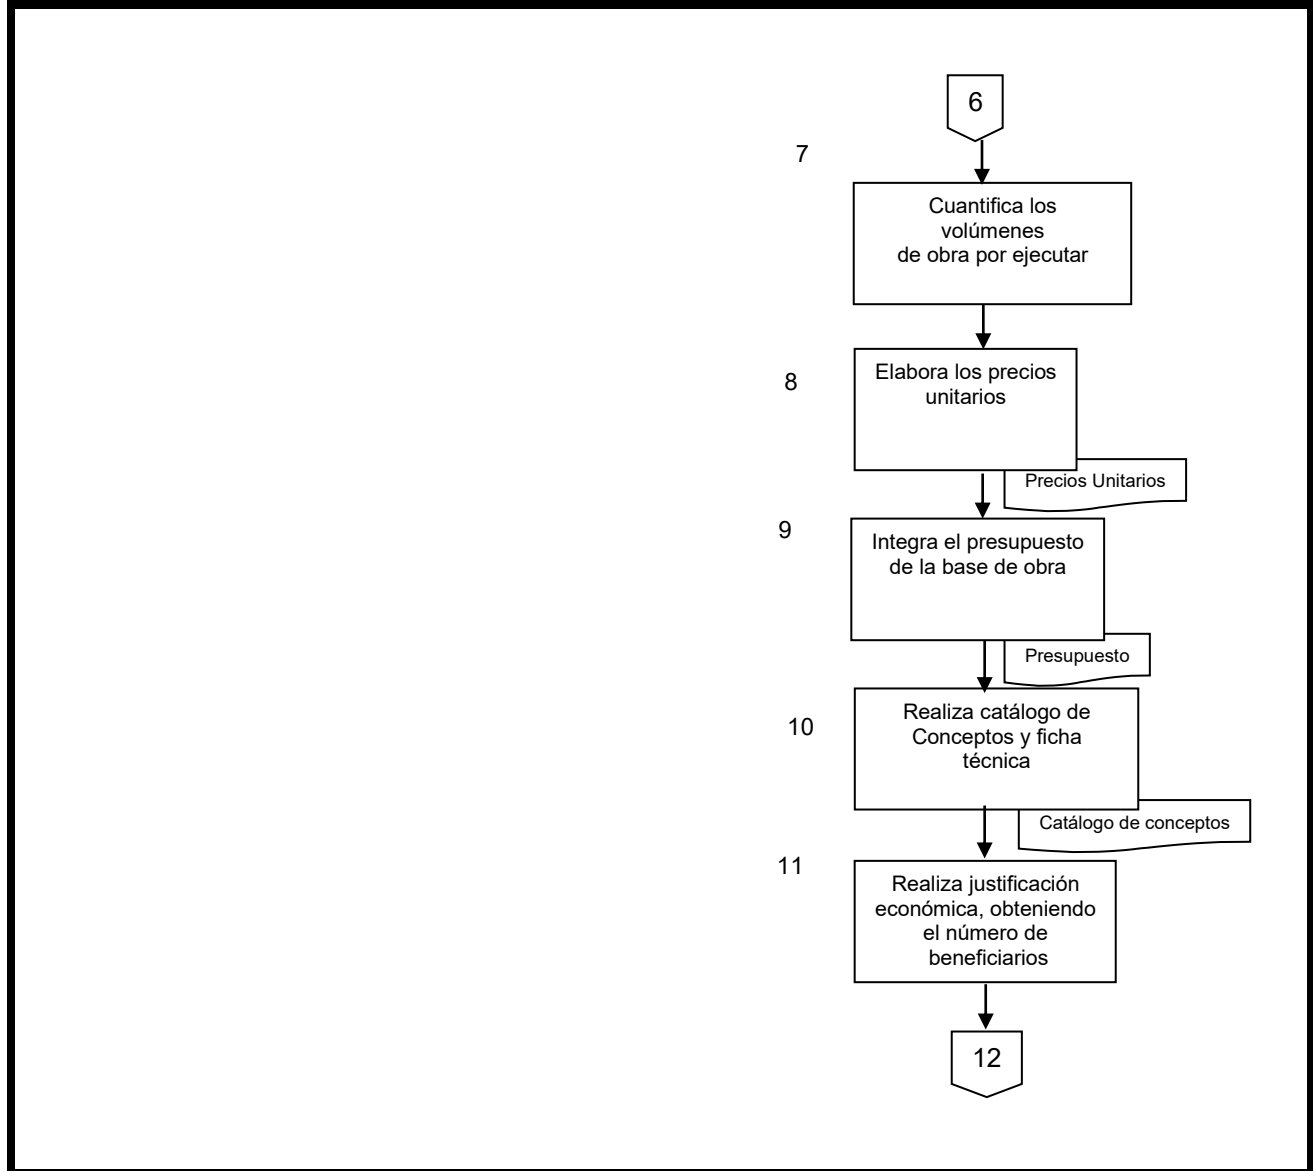 6
7
Cuantifica los
volúmenes
de obra por ejecutar
8
Elabora los precios
unitarios
Precios Unitarios
9
Integra el presupuesto
de la base de obra
Presupuesto
10
Realiza catálogo de
Conceptos y ficha
técnica
Catálogo de conceptos
11
Realiza justificación
económica, obteniendo
el número de
beneficiarios
12